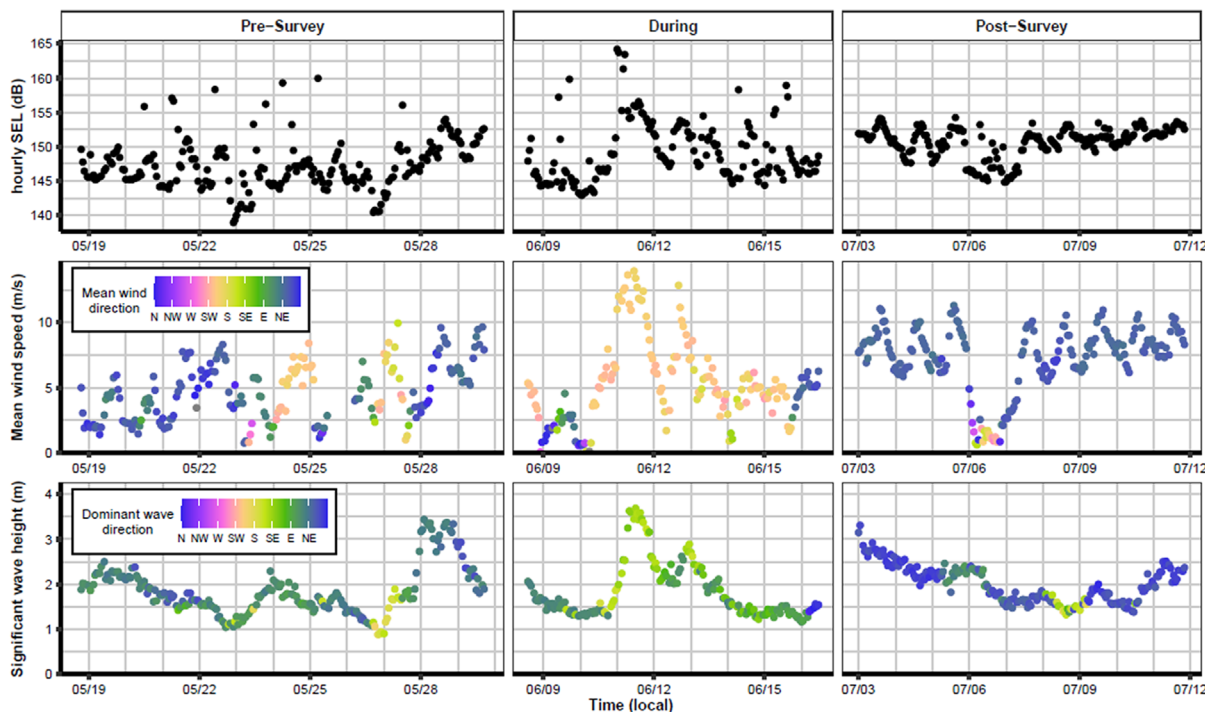 Pre−Survey During Post−Survey
hourly SEL (dB)
165
160
155
150
145
140
05/19 05/22 05/25 05/28 06/09 06/12 06/15 07/03 07/06 07/09 07/12
Mean wind speed (m/s)
10
5
0
Mean wind
direction
N NW W SW S SE E NE
05/19 05/22 05/25 05/28 06/09 06/12 06/15 07/03 07/06 07/09 07/12
Significant wave height (m)
4
3
2
1
0
Dominant wave
direction
N NW W SW S SE E NE
05/19 05/22 05/25 05/28 06/09 06/12 06/15 07/03 07/06 07/09 07/12
Time (local)